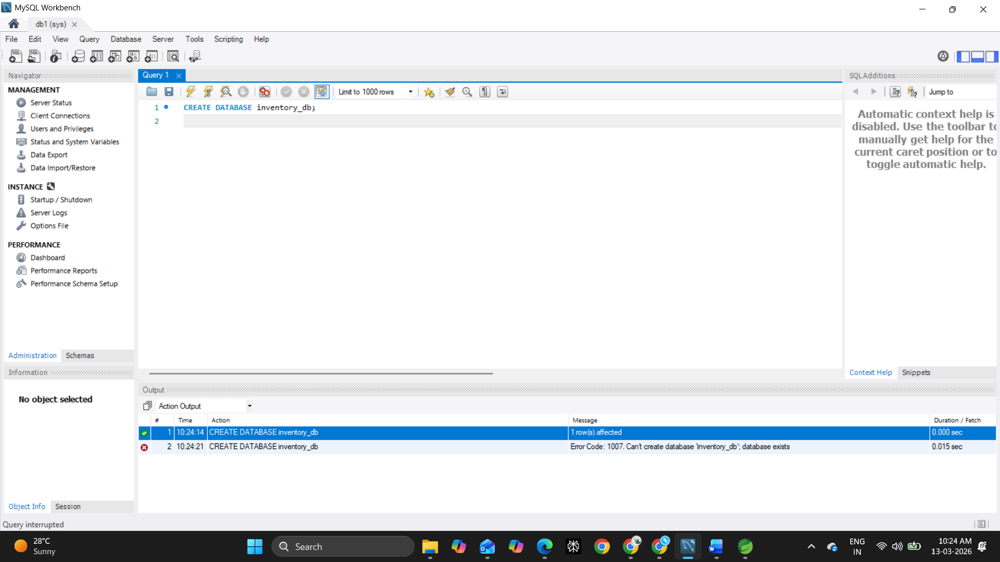 MySQL Workbench
db1 (sys)
File Edit View Query Database Server Tools Scripting Help
Navigator
MANAGEMENT
Server Status
Client Connections
Users and Privileges
Status and System Variables
Data Export
Data Import/Restore
INSTANCE
Startup / Shutdown
Server Logs
Options File
PERFORMANCE
Dashboard
Performance Reports
Performance Schema Setup
Administration Schemas
Information
No object selected
Object Info Session
Query interrupted
Query 1
Limit to 1000 rows
1 CREATE DATABASE inventory_db;
2
SQLAdditions
Jump to
Automatic context help is
disabled. Use the toolbar to
manually get help for the
current caret position or to
toggle automatic help.
Context Help Snippets
Output
Action Output
# Time Action Message Duration / Fetch
1 10:24:14 CREATE DATABASE inventory_db 1 row(s) affected 0.000 sec
2 10:24:21 CREATE DATABASE inventory_db Error Code: 1007. Can't create database 'inventory_db'; database exists 0.015 sec
28°C
Sunny
Search
ENG
IN
10:24 AM
13-03-2026